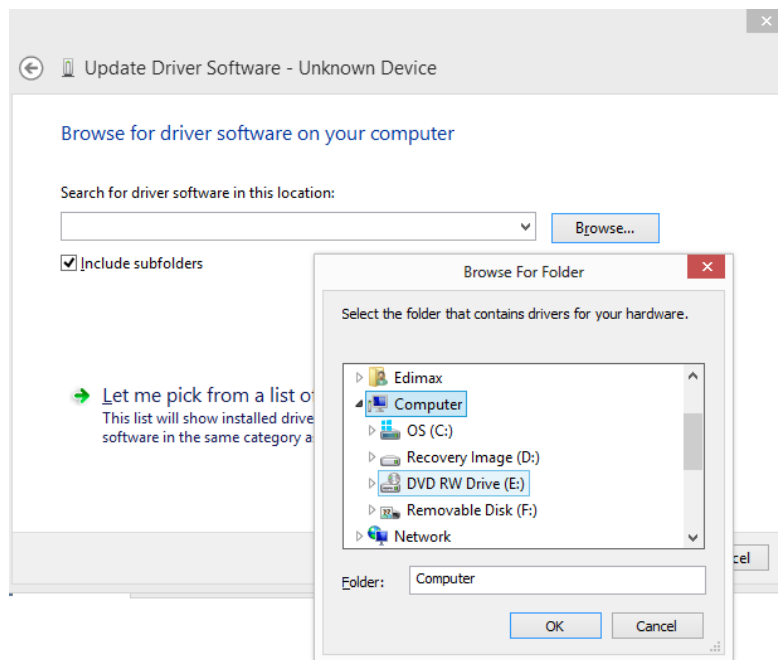 Update Driver Software - Unknown Device
Browse for driver software on your computer
Search for driver software in this location:
Browse...
Include subfolders
Browse For Folder
Select the folder that contains drivers for your hardware.
Edimax
Computer
OS (C:)
Recovery Image (D:)
DVD RW Drive (E:)
Removable Disk (F:)
Network
Folder:
Computer
OK
Cancel
Let me pick from a list o
This list will show installed drive
software in the same category a
cel